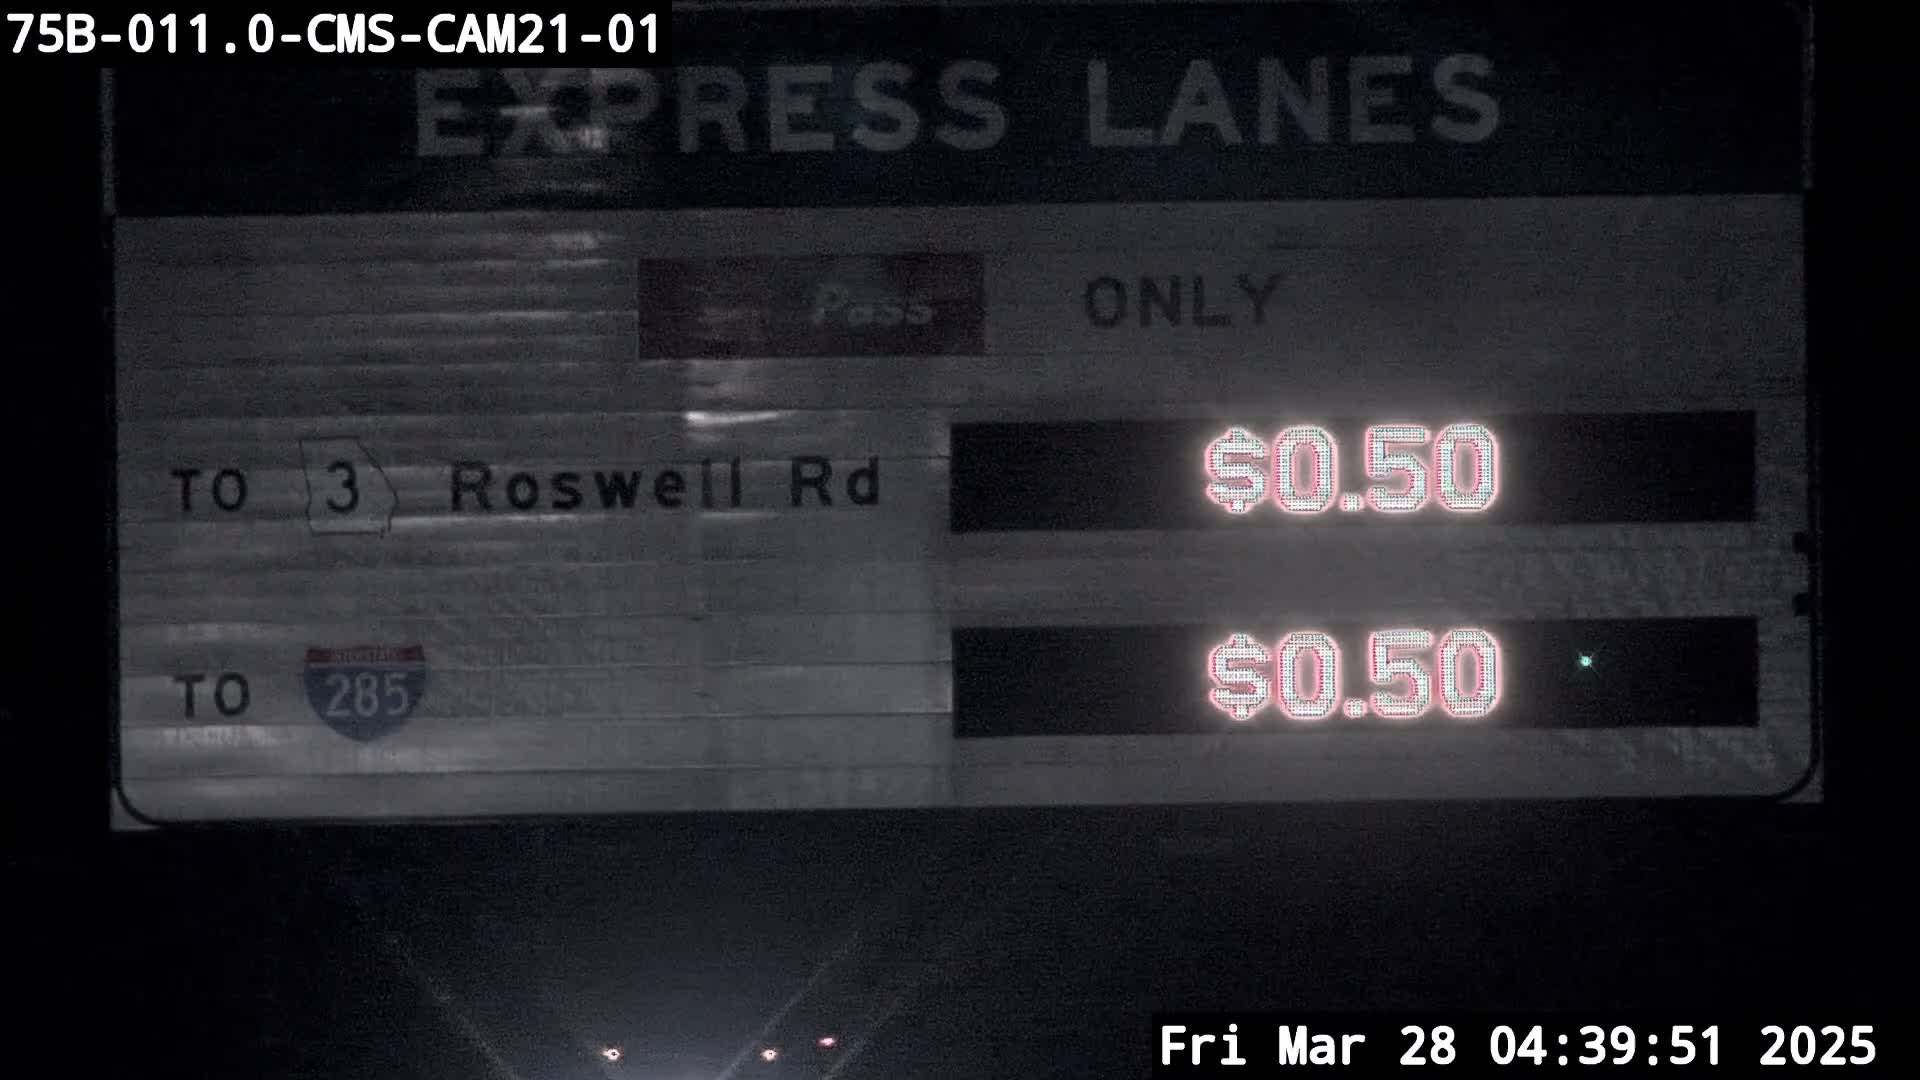 75B-011.0-CMS-CAM21-01
EXPRESS LANES
Pass ONLY
TO 3 Roswell Rd $0.50
INTERSTATE
TO 285 $0.50
Fri Mar 28 04:39:51 2025